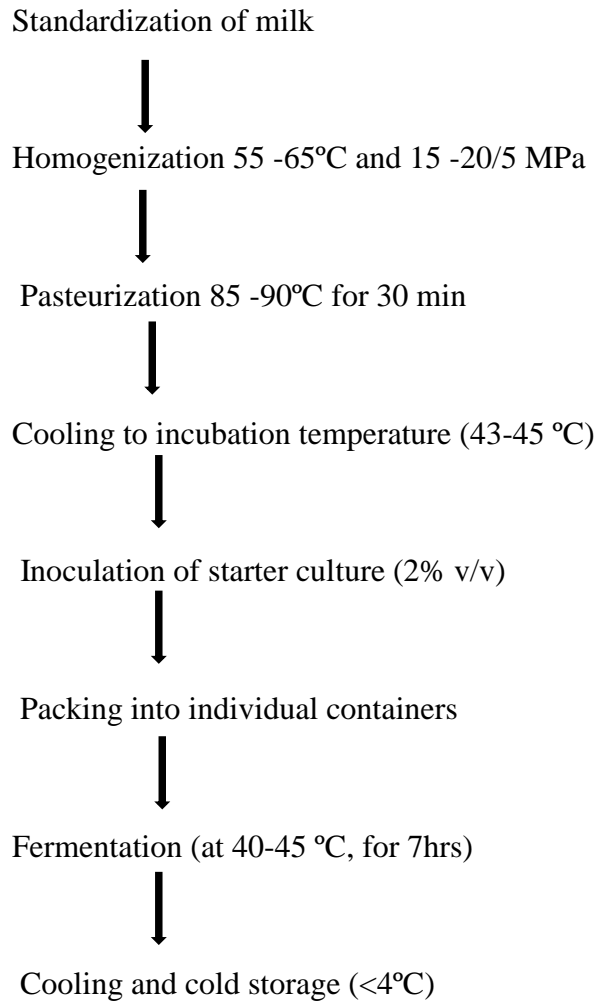 Standardization of milk
Homogenization 55 -65ºC and 15 -20/5 MPa
Pasteurization 85 -90ºC for 30 min
Cooling to incubation temperature (43-45 ºC)
Inoculation of starter culture (2% v/v)
Packing into individual containers
Fermentation (at 40-45 ºC, for 7hrs)
Cooling and cold storage (<4ºC)